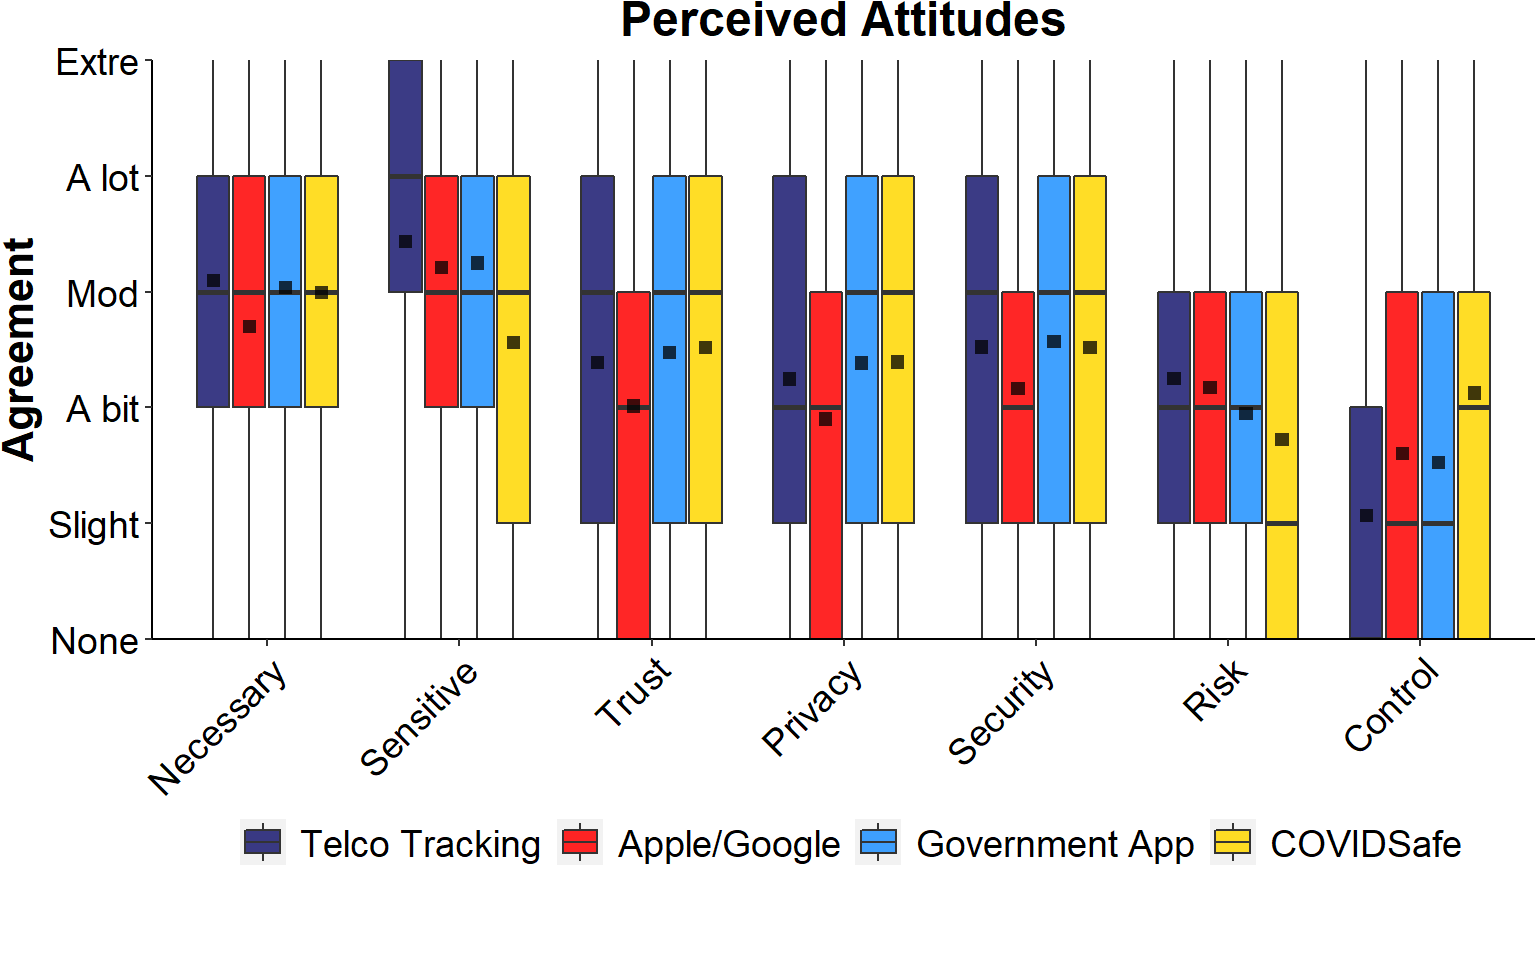 Perceived Attitudes
Agreement
Extre
A lot
Mod
A bit
Slight
None
Necessary
Sensitive
Trust
Privacy
Security
Risk
Control
Telco Tracking
Apple/Google
Government App
COVIDSafe